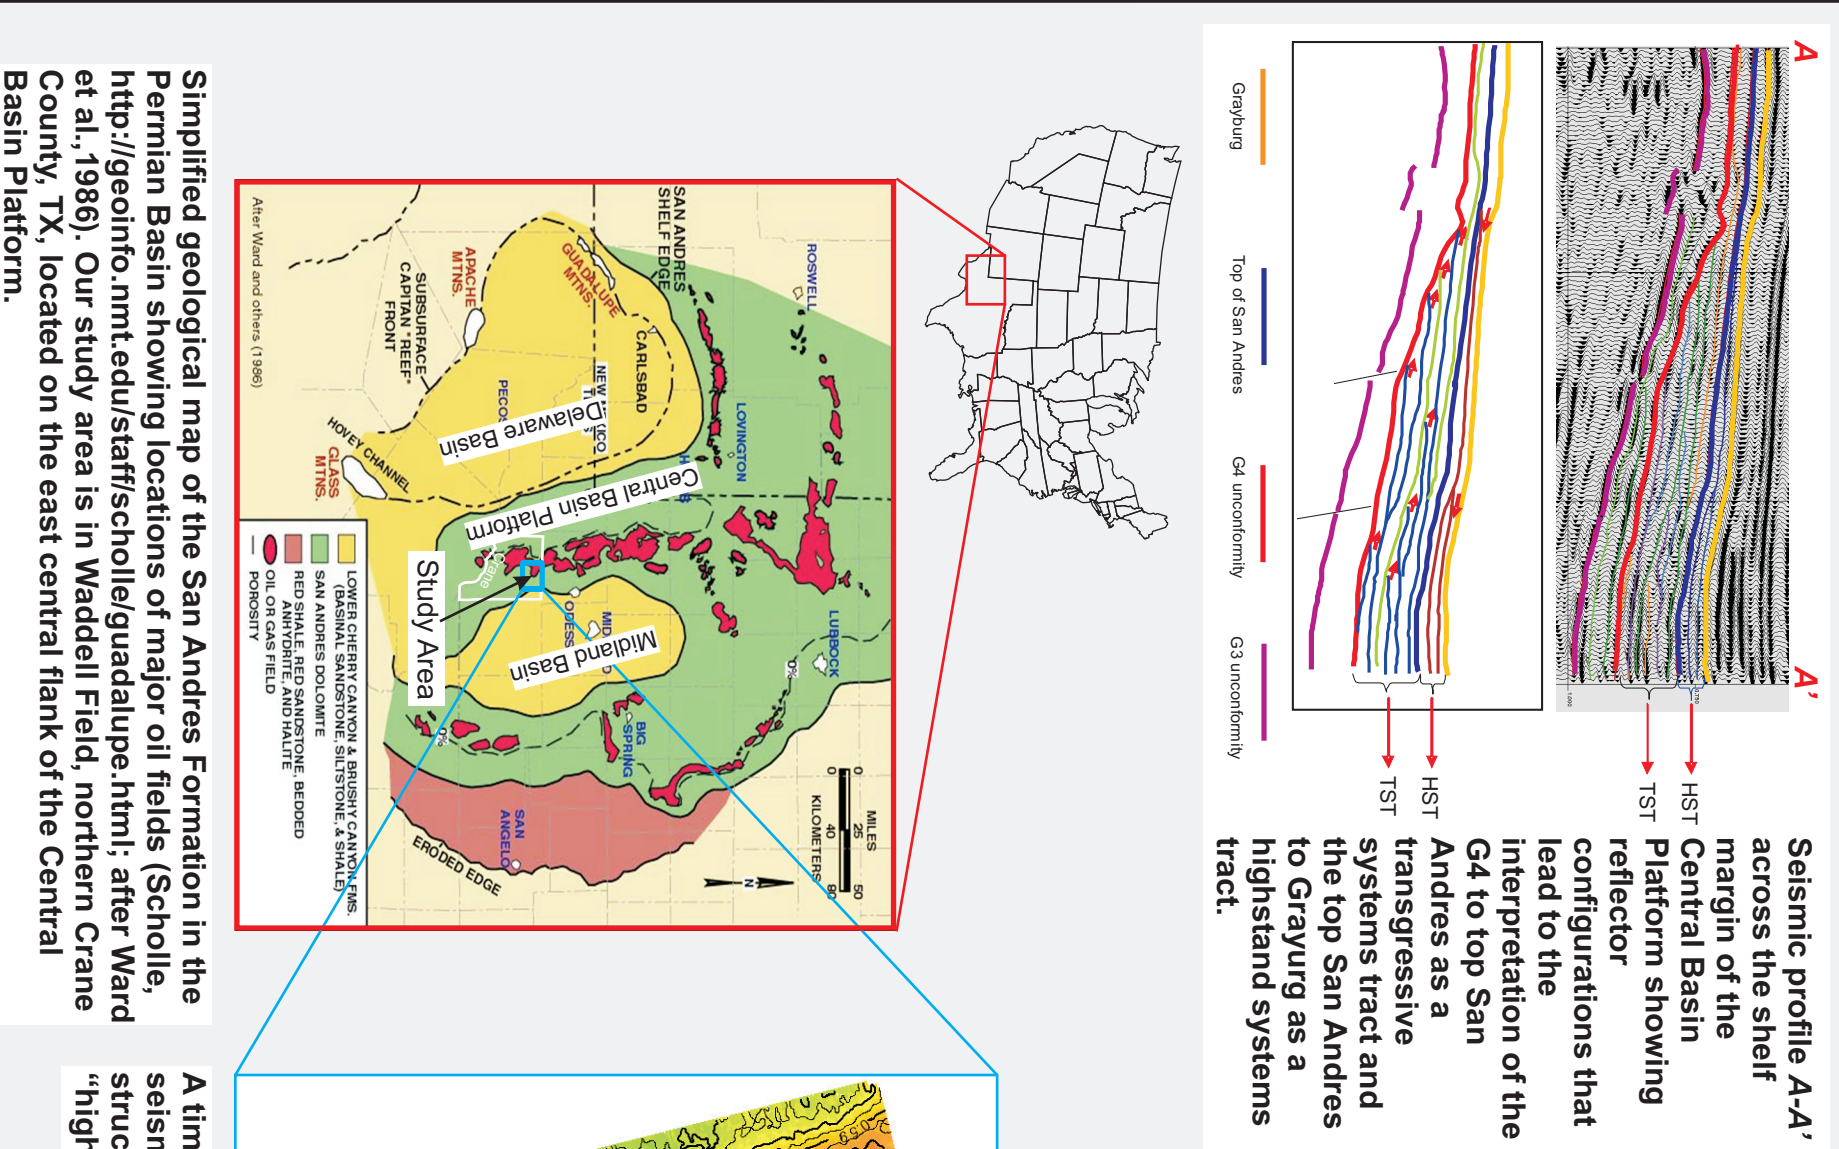 A
A'
HST
TST
HST
TST
Grayburg
Top of San Andres
G4 unconformity
G3 unconformity
Seismic profile A-A'
across the shelf
margin of the
Central Basin
Platform showing
reflector
configurations that
lead to the
interpretation of the
G4 to top San
Andres as a
transgressive
systems tract and
the top San Andres
to Grayurg as a
highstand systems
tract.
ROSWELL
SAN ANDRES
SHELF EDGE
GUADALUPE
MTNS.
CARLSBAD
LOVINGTON
LUBBOCK
APACHE
MTNS.
SUBSURFACE
CAPITAN "REEF"
FRONT
Delaware Basin
Central Basin Platform
HOVEY CHANNEL
GLASS
MTNS.
Crane
Midland Basin
Study Area
BIG
SPRING
0%
0%
SAN
ANGELO
ERODED EDGE
MILES
0 25 50
0 40 80
KILOMETERS
N
After Ward and others (1986)
LOWER CHERRY CANYON & BRUSHY CANYON FMS.
(BASINAL SANDSTONE, SILTSTONE, & SHALE)
SAN ANDRES DOLOMITE
RED SHALE, RED SANDSTONE, BEDDED
ANHYDRITE, AND HALITE
OIL OR GAS FIELD
POROSITY
Simplified geological map of the San Andres Formation in the
Permian Basin showing locations of major oil fields (Scholle,
http://geoinfo.nmt.edu/staff/scholle/guadalupe.html; after Ward
et al.,1986). Our study area is in Waddell Field, northern Crane
County, TX, located on the east central flank of the Central
Basin Platform.
A tim
seisn
struc
“high
0.59